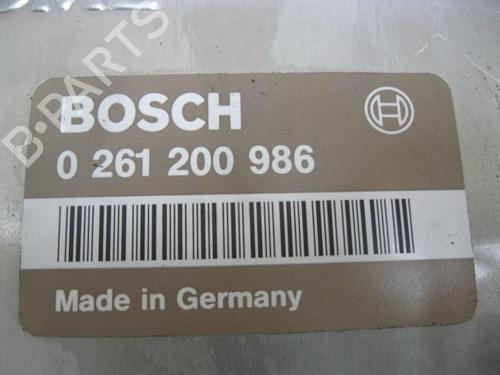 B-PARTS
BOSCH
0 261 200 986
Made in Germany